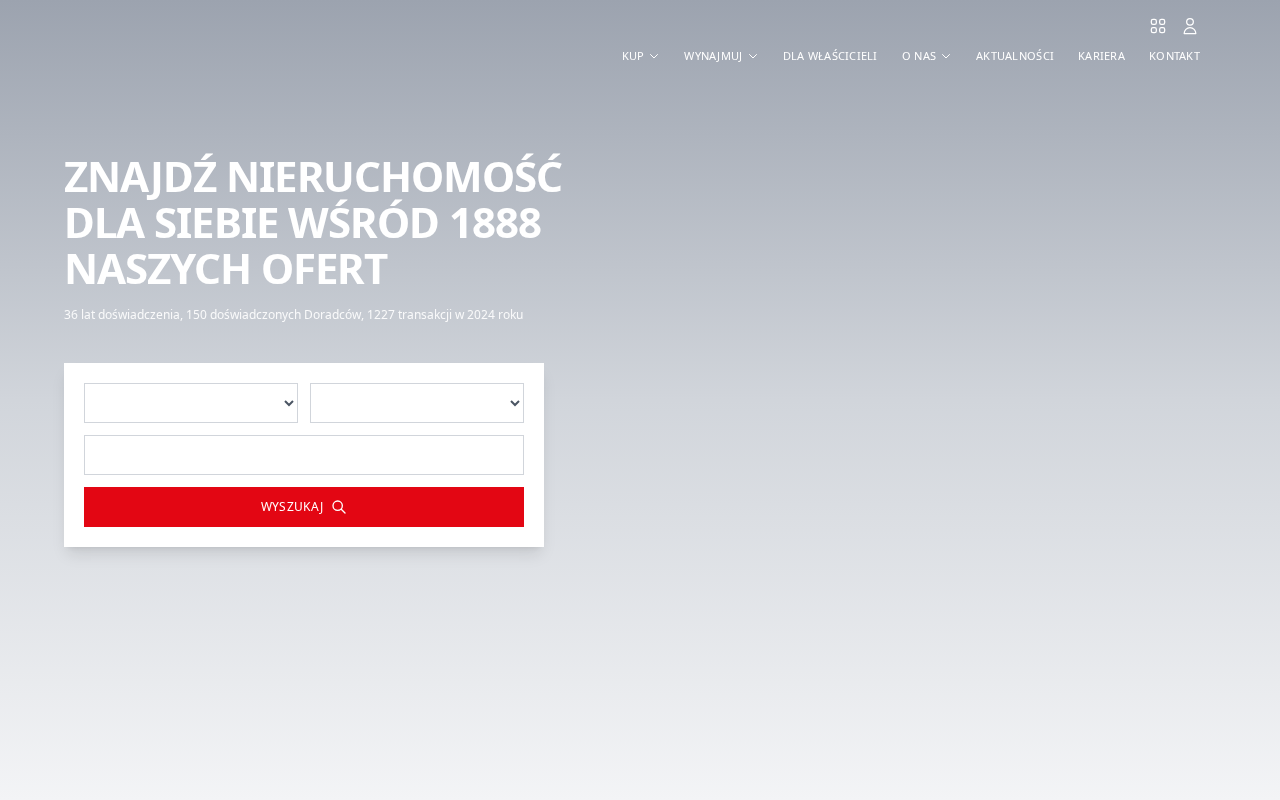 KUP
WYNAJMUJ
DLA WŁAŚCICIELI
O NAS
AKTUALNOŚCI
KARIERA
KONTAKT
ZNAJDŹ NIERUCHOMOŚĆ
DLA SIEBIE WŚRÓD 1888
NASZYCH OFERT
36 lat doświadczenia, 150 doświadczonych Doradców, 1227 transakcji w 2024 roku
WYSZUKAJ